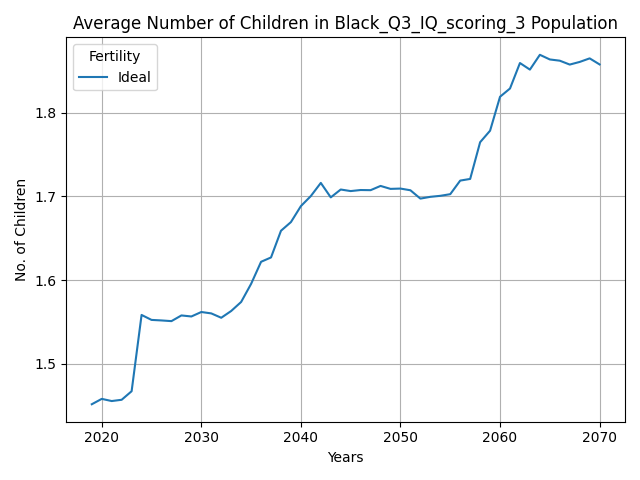 Average Number of Children in Black_Q3_IQ_scoring_3 Population
Fertility
Ideal
No. of Children
1.8
1.7
1.6
1.5
2020 2030 2040 2050 2060 2070
Years